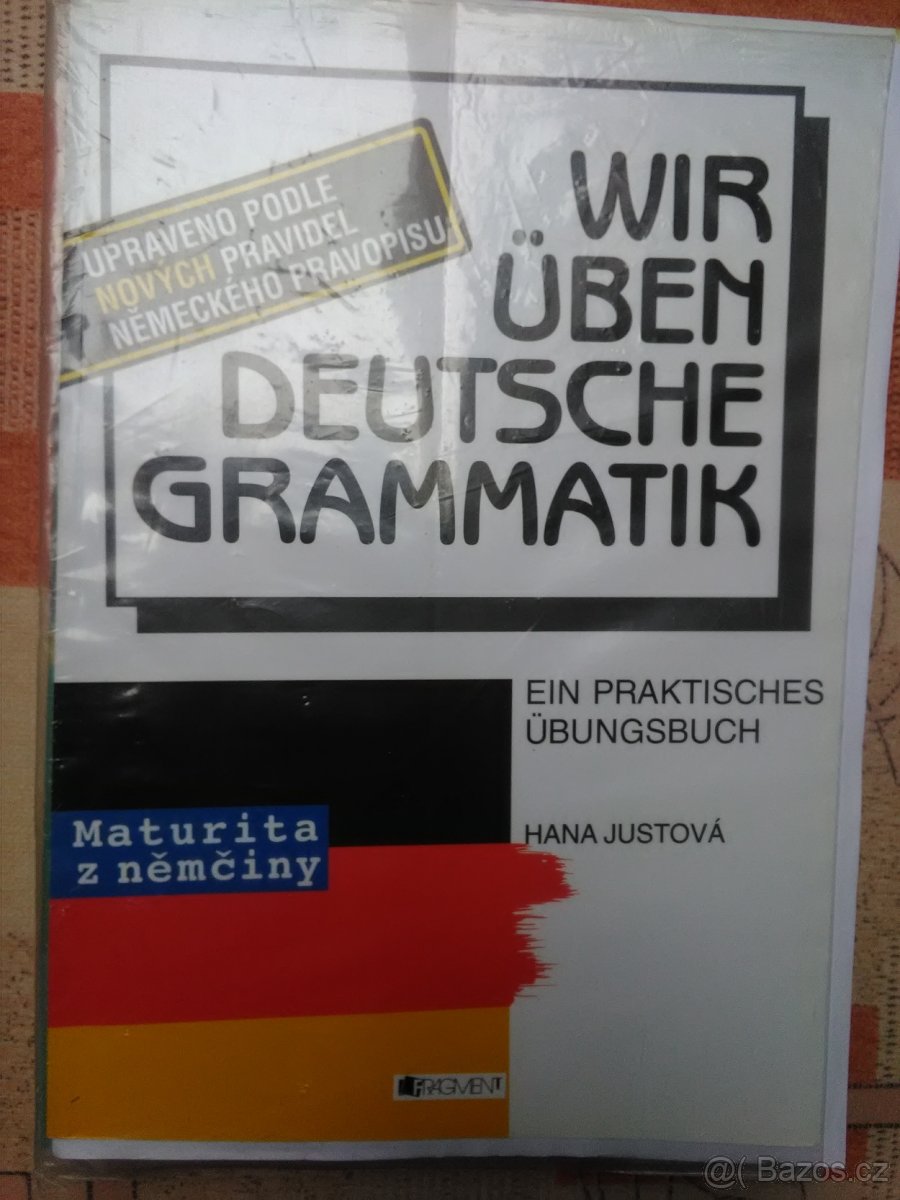 UPRAVENO PODLE
NOVÝCH PRAVIDEL
NĚMECKÉHO PRAVOPISU
WIR
ÜBEN
DEUTSCHE
GRAMMATIK
EIN PRAKTISCHES
ÜBUNGSBUCH
HANA JUSTOVÁ
Maturita
z němčiny
FRAGMENT
@( Bazos.cz